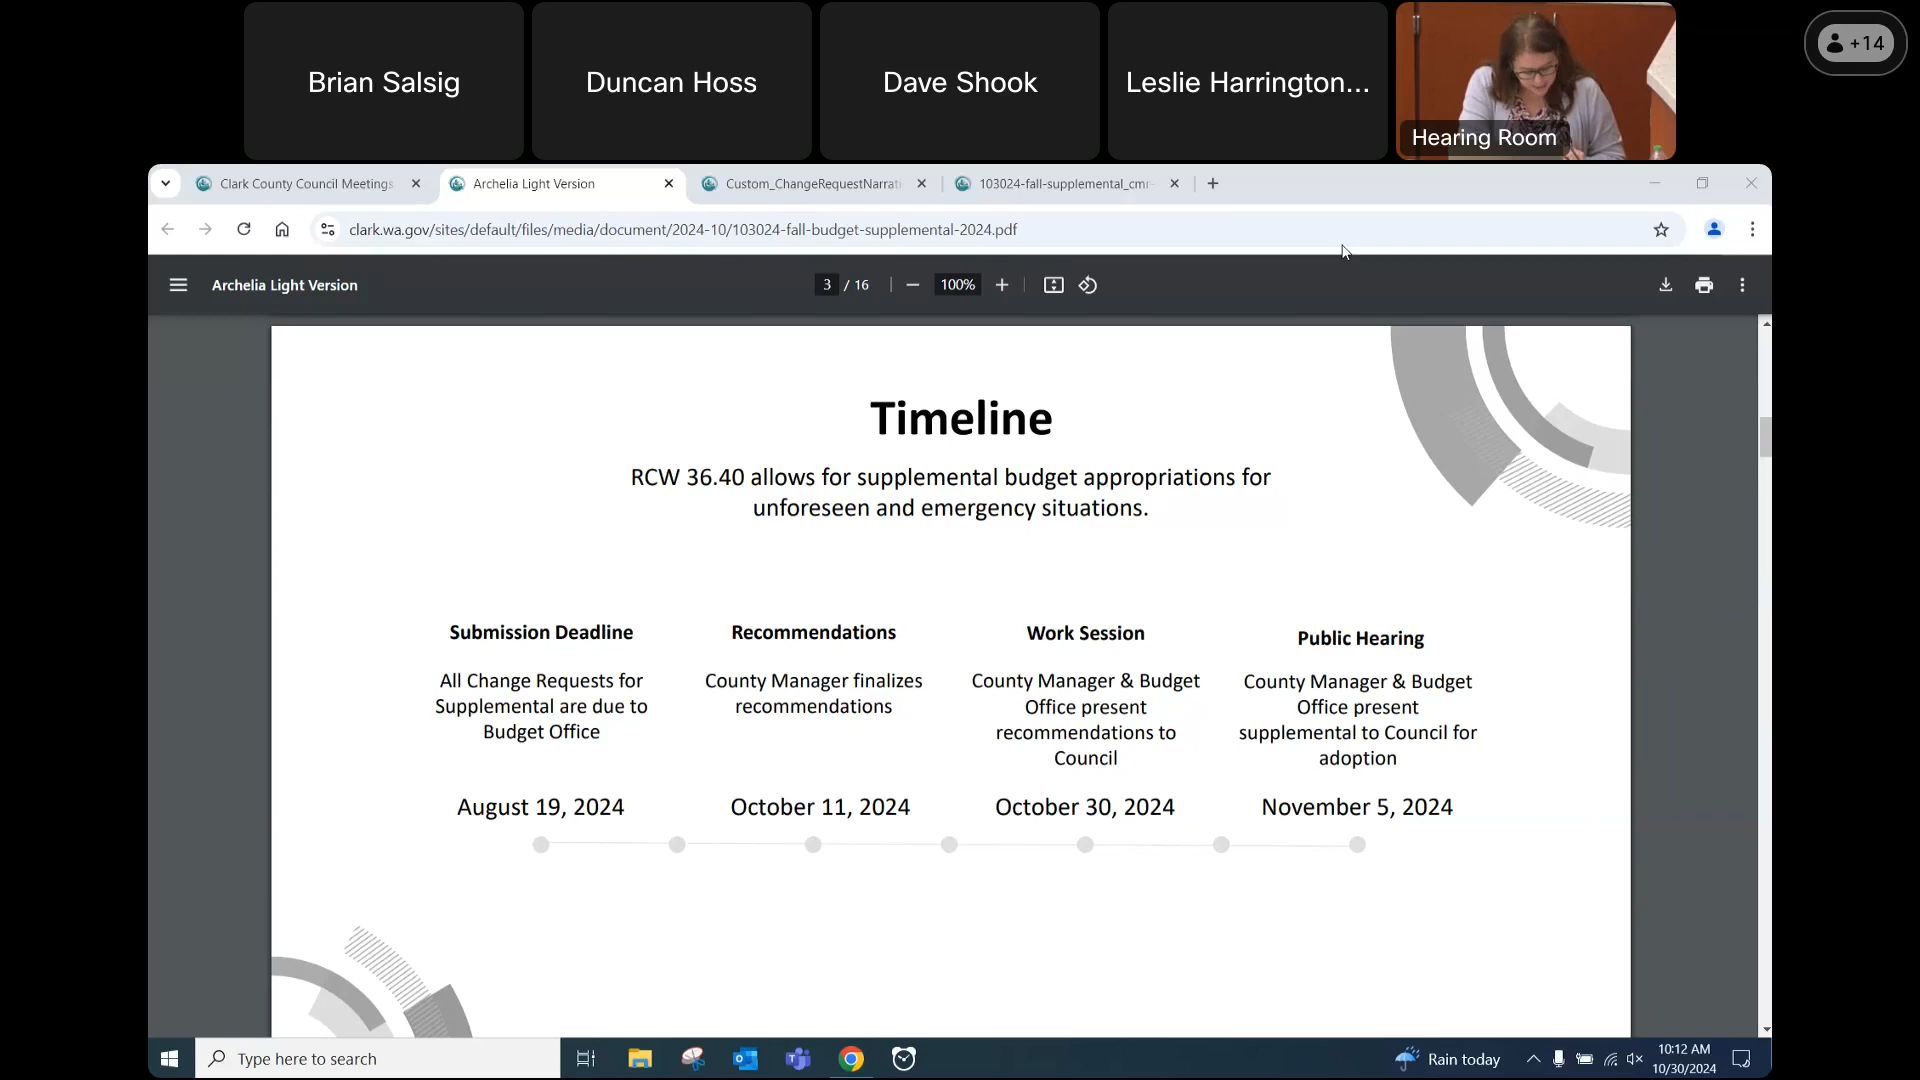 Brian Salsig
Duncan Hoss
Dave Shook
Leslie Harrington...
Hearing Room
+14
Clark County Council Meetings
Archelia Light Version
Custom_ChangeRequestNarrati
103024-fall-supplemental_cmr-
clark.wa.gov/sites/default/files/media/document/2024-10/103024-fall-budget-supplemental-2024.pdf
Archelia Light Version
3 / 16
100%
Timeline
RCW 36.40 allows for supplemental budget appropriations for
unforeseen and emergency situations.
Submission Deadline
All Change Requests for
Supplemental are due to
Budget Office
August 19, 2024
Recommendations
County Manager finalizes
recommendations
October 11, 2024
Work Session
County Manager & Budget
Office present
recommendations to
Council
October 30, 2024
Public Hearing
County Manager & Budget
Office present
supplemental to Council for
adoption
November 5, 2024
Type here to search
Rain today
10:12 AM
10/30/2024